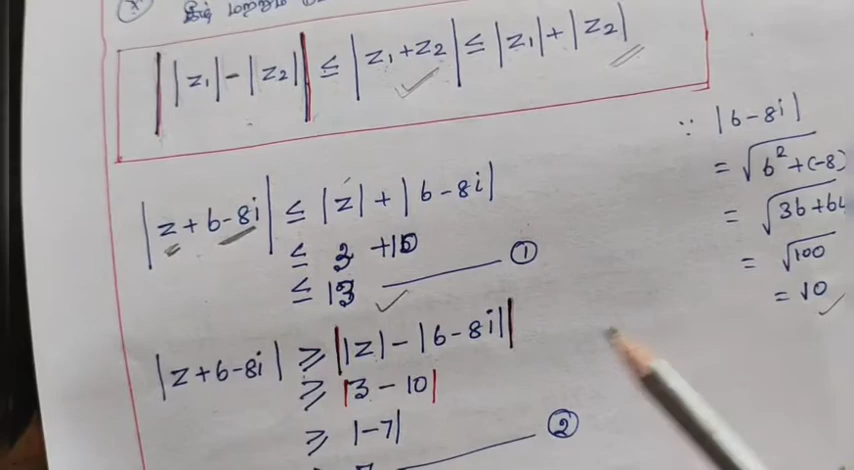 | |z₁| - |z₂| | ≤ |z₁ + z₂| ≤ |z₁| + |z₂|
|z + 6 - 8i| ≤ |z| + |6 - 8i|
≤ 3 + 10
≤ 13 ——— ①
|z + 6 - 8i| ≥ ||z| - |6 - 8i||
≥ |3 - 10|
≥ |-7|
——— ②
∵ |6 - 8i|
= √6² + (-8)
= √36 + 64
= √100
= 10